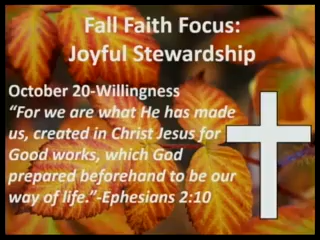 Fall Faith Focus:
Joyful Stewardship
October 20-Willingness
“For we are what He has made
us, created in Christ Jesus for
Good works, which God
prepared beforehand to be our
way of life.”-Ephesians 2:10